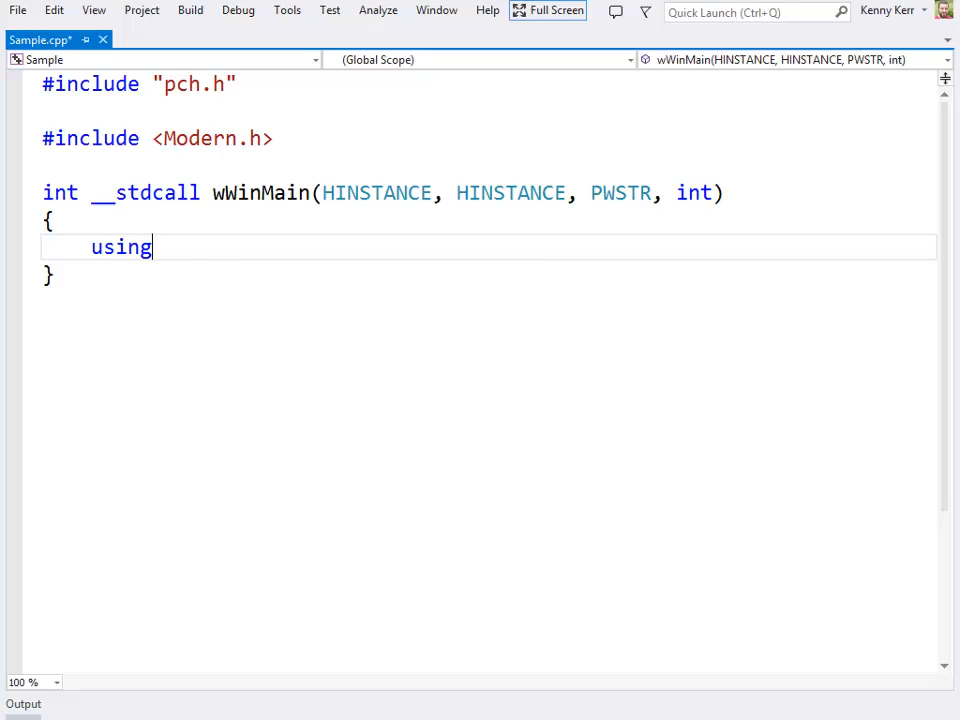 File Edit View Project Build Debug Tools Test Analyze Window Help Full Screen Quick Launch (Ctrl+Q) Kenny Kerr
Sample.cpp*
Sample (Global Scope) wWinMain(HINSTANCE, HINSTANCE, PWSTR, int)
#include "pch.h"
#include <Modern.h>
int __stdcall wWinMain(HINSTANCE, HINSTANCE, PWSTR, int)
{
using
}
100 %
Output